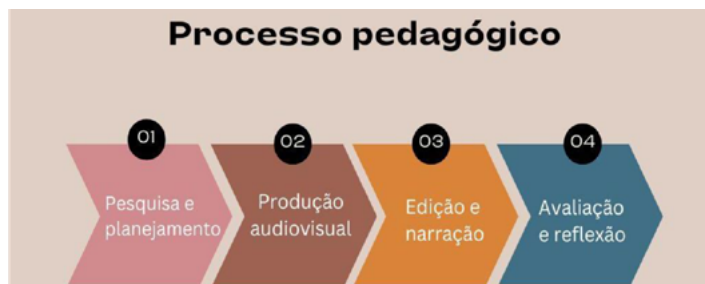 Processo pedagógico
01
Pesquisa e
planejamento
02
Produção
audiovisual
03
Edição e
narração
04
Avaliação
e reflexão